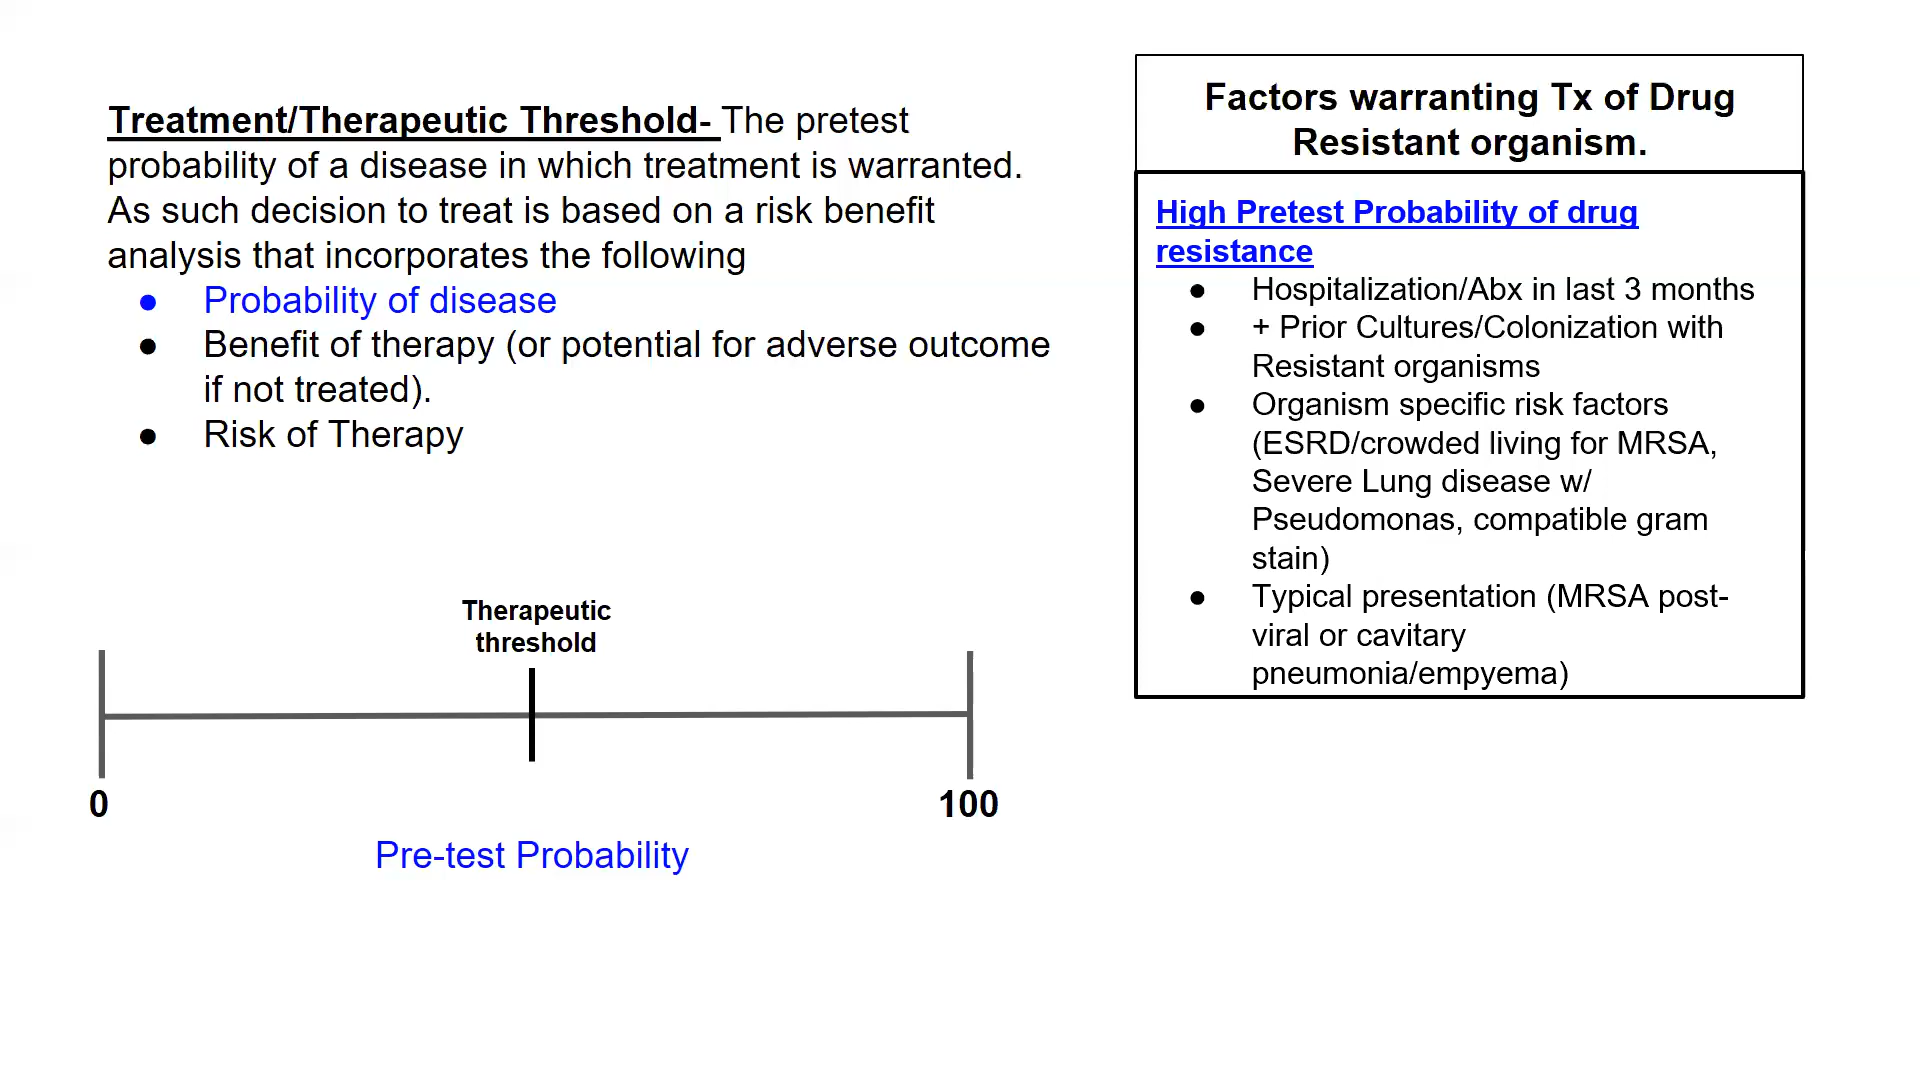 Treatment/Therapeutic Threshold- The pretest
probability of a disease in which treatment is warranted.
As such decision to treat is based on a risk benefit
analysis that incorporates the following
● Probability of disease
● Benefit of therapy (or potential for adverse outcome
if not treated).
● Risk of Therapy
Therapeutic
threshold
0
100
Pre-test Probability
Factors warranting Tx of Drug
Resistant organism.
High Pretest Probability of drug
resistance
● Hospitalization/Abx in last 3 months
● + Prior Cultures/Colonization with
Resistant organisms
● Organism specific risk factors
(ESRD/crowded living for MRSA,
Severe Lung disease w/
Pseudomonas, compatible gram
stain)
● Typical presentation (MRSA post-
viral or cavitary
pneumonia/empyema)